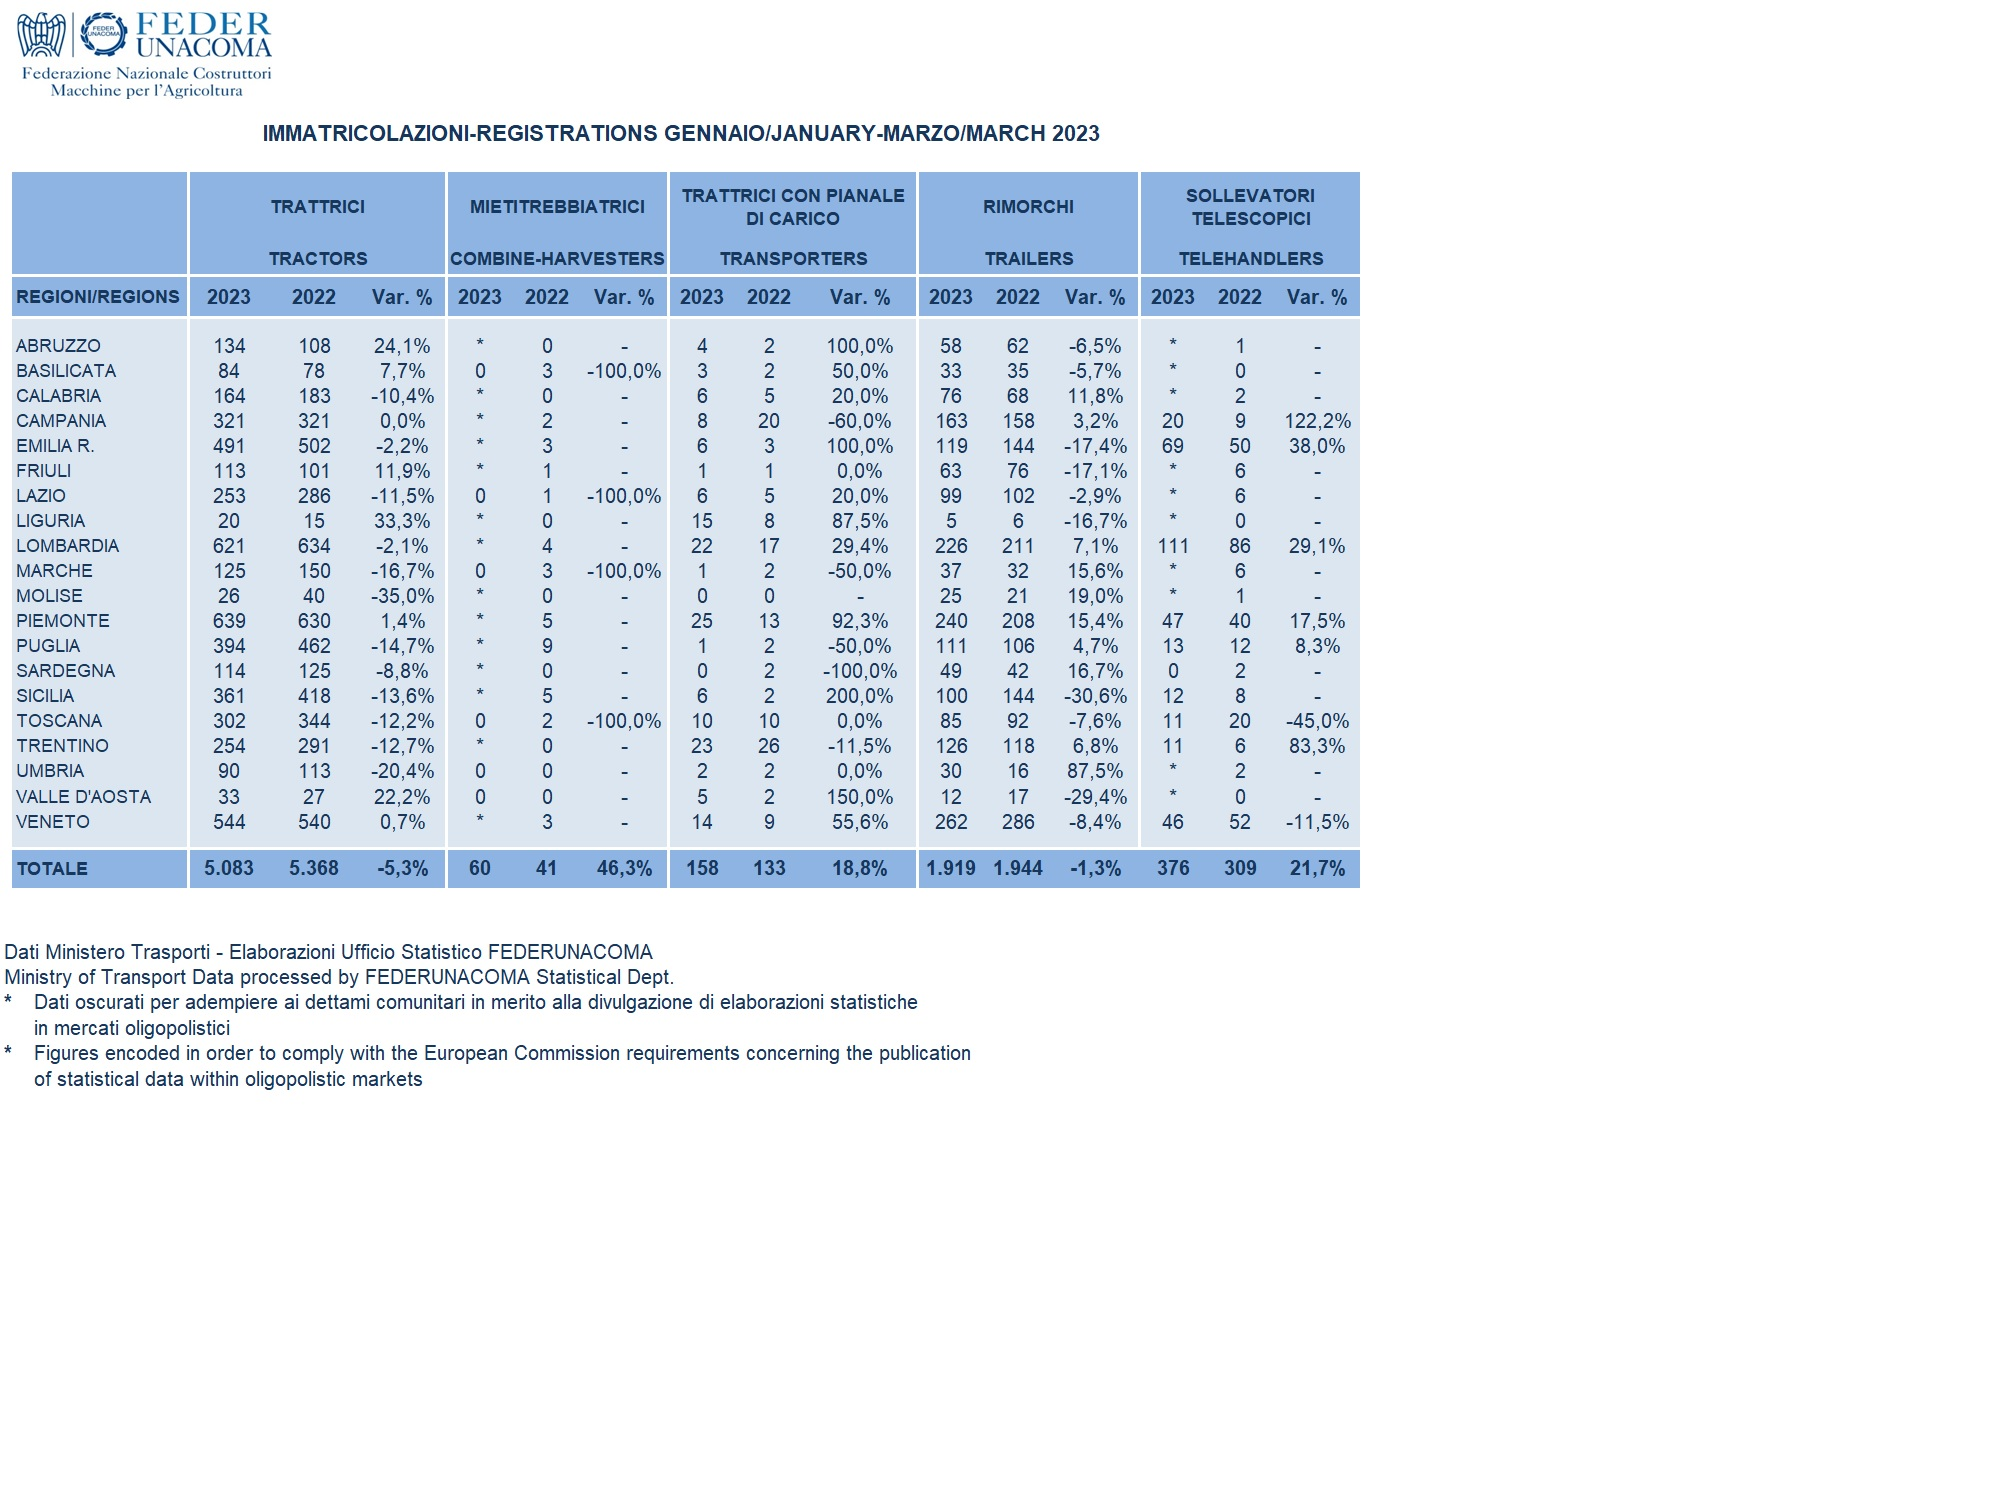 FEDER
UNACOMA
FEDER
UNACOMA
Federazione Nazionale Costruttori
Macchine per l'Agricoltura
IMMATRICOLAZIONI-REGISTRATIONS GENNAIO/JANUARY-MARZO/MARCH 2023
TRATTRICI MIETITREBBIATRICI TRATTRICI CON PIANALE DI CARICO RIMORCHI SOLLEVATORI TELESCOPICI
TRACTORS COMBINE-HARVESTERS TRANSPORTERS TRAILERS TELEHANDLERS
REGIONI/REGIONS 2023 2022 Var. % 2023 2022 Var. % 2023 2022 Var. % 2023 2022 Var. % 2023 2022 Var. %
ABRUZZO 134 108 24,1% * 0 - 4 2 100,0% 58 62 -6,5% * 1 -
BASILICATA 84 78 7,7% 0 3 -100,0% 3 2 50,0% 33 35 -5,7% * 0 -
CALABRIA 164 183 -10,4% * 0 - 6 5 20,0% 76 68 11,8% * 2 -
CAMPANIA 321 321 0,0% * 2 - 8 20 -60,0% 163 158 3,2% 20 9 122,2%
EMILIA R. 491 502 -2,2% * 3 - 6 3 100,0% 119 144 -17,4% 69 50 38,0%
FRIULI 113 101 11,9% * 1 - 1 1 0,0% 63 76 -17,1% * 6 -
LAZIO 253 286 -11,5% 0 1 -100,0% 6 5 20,0% 99 102 -2,9% * 6 -
LIGURIA 20 15 33,3% * 0 - 15 8 87,5% 5 6 -16,7% * 0 -
LOMBARDIA 621 634 -2,1% * 4 - 22 17 29,4% 226 211 7,1% 111 86 29,1%
MARCHE 125 150 -16,7% 0 3 -100,0% 1 2 -50,0% 37 32 15,6% * 6 -
MOLISE 26 40 -35,0% * 0 - 0 0 - 25 21 19,0% * 1 -
PIEMONTE 639 630 1,4% * 5 - 25 13 92,3% 240 208 15,4% 47 40 17,5%
PUGLIA 394 462 -14,7% * 9 - 1 2 -50,0% 111 106 4,7% 13 12 8,3%
SARDEGNA 114 125 -8,8% * 0 - 0 2 -100,0% 49 42 16,7% 0 2 -
SICILIA 361 418 -13,6% * 5 - 6 2 200,0% 100 144 -30,6% 12 8 -
TOSCANA 302 344 -12,2% 0 2 -100,0% 10 10 0,0% 85 92 -7,6% 11 20 -45,0%
TRENTINO 254 291 -12,7% * 0 - 23 26 -11,5% 126 118 6,8% 11 6 83,3%
UMBRIA 90 113 -20,4% 0 0 - 2 2 0,0% 30 16 87,5% * 2 -
VALLE D'AOSTA 33 27 22,2% 0 0 - 5 2 150,0% 12 17 -29,4% * 0 -
VENETO 544 540 0,7% * 3 - 14 9 55,6% 262 286 -8,4% 46 52 -11,5%
TOTALE 5.083 5.368 -5,3% 60 41 46,3% 158 133 18,8% 1.919 1.944 -1,3% 376 309 21,7%
Dati Ministero Trasporti - Elaborazioni Ufficio Statistico FEDERUNACOMA
Ministry of Transport Data processed by FEDERUNACOMA Statistical Dept.
* Dati oscurati per adempiere ai dettami comunitari in merito alla divulgazione di elaborazioni statistiche
in mercati oligopolistici
* Figures encoded in order to comply with the European Commission requirements concerning the publication
of statistical data within oligopolistic markets